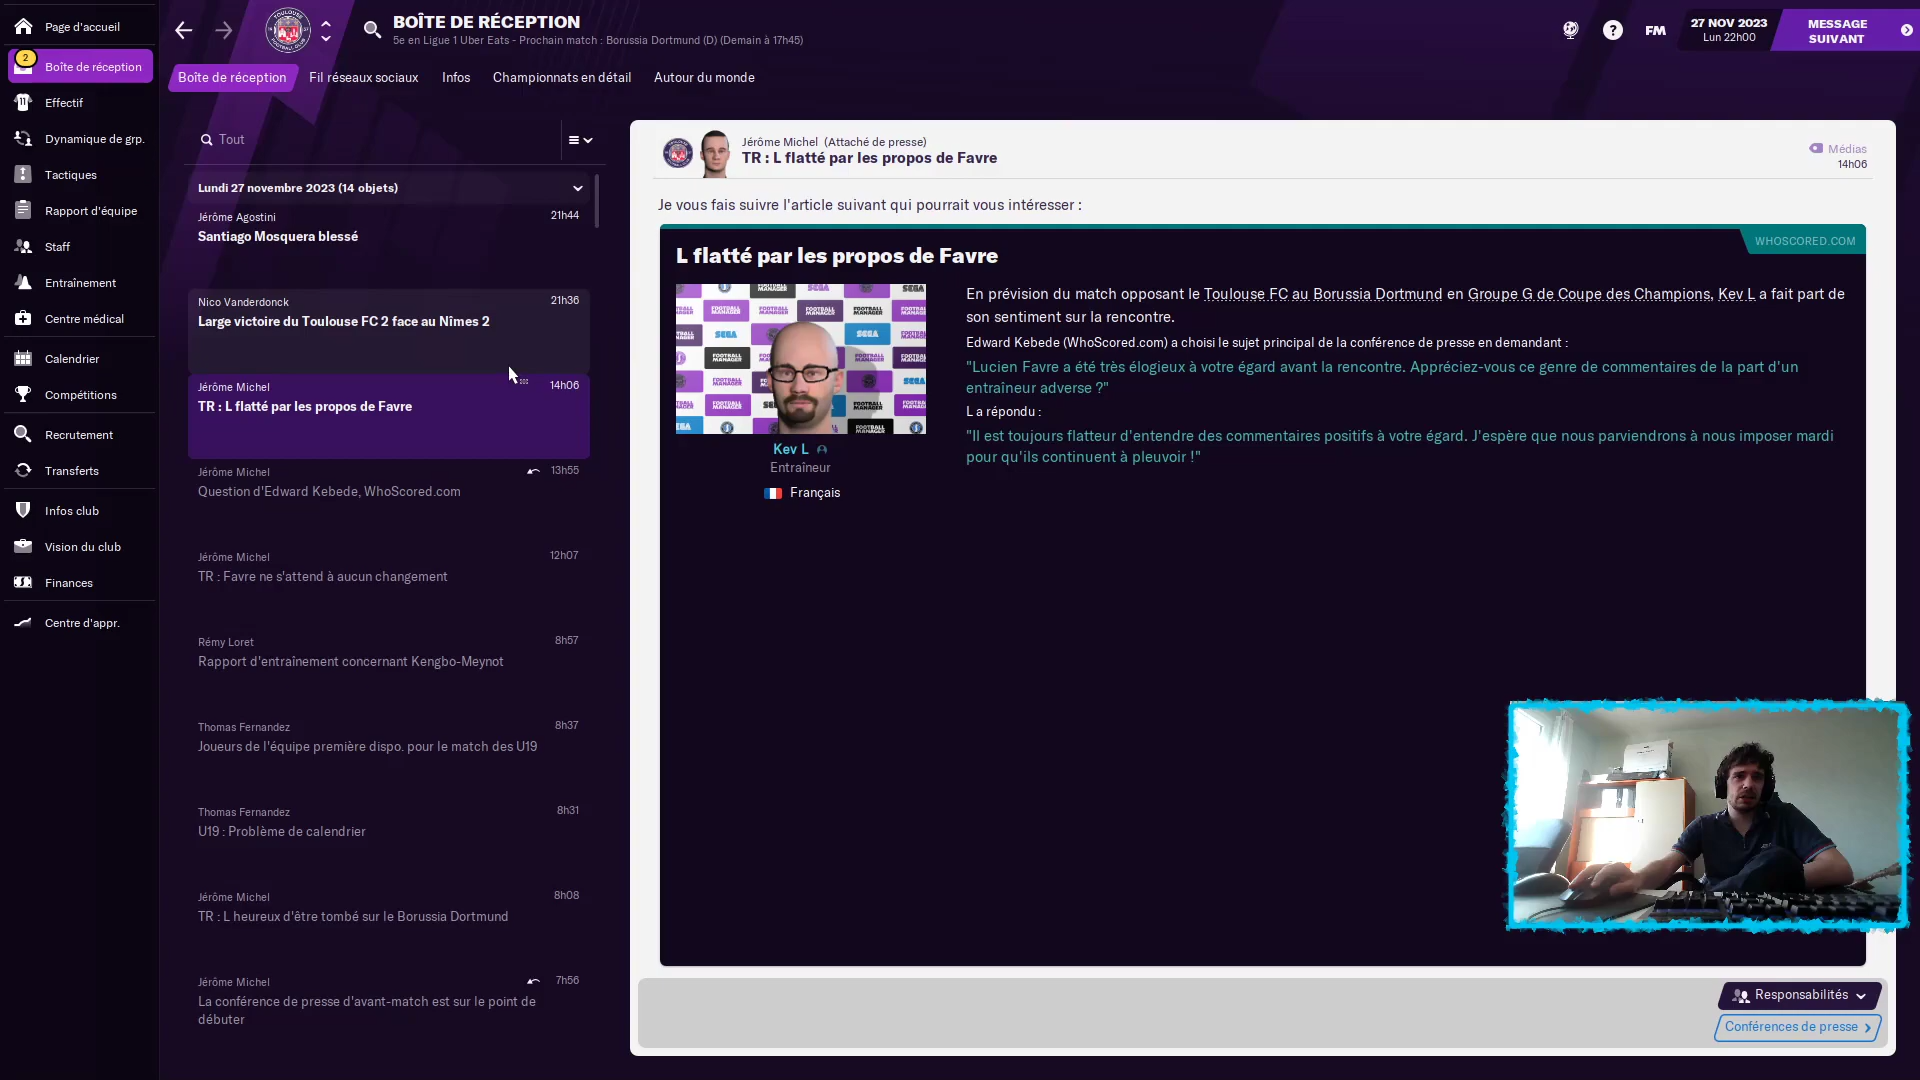 Page d'accueil
2
Boîte de réception
Effectif
Dynamique de grp.
Tactiques
Rapport d'équipe
Staff
Entraînement
Centre médical
Calendrier
Compétitions
Recrutement
Transferts
Infos club
Vision du club
Finances
Centre d'appr.
BOÎTE DE RÉCEPTION
5e en Ligue 1 Uber Eats - Prochain match : Borussia Dortmund (D) (Demain à 17h45)
FM
27 NOV 2023
Lun 22h00
MESSAGE
SUIVANT
Boîte de réception
Fil réseaux sociaux
Infos
Championnats en détail
Autour du monde
Tout
Lundi 27 novembre 2023 (14 objets)
Jérôme Agostini 21h44
Santiago Mosquera blessé
Nico Vanderdonck 21h36
Large victoire du Toulouse FC 2 face au Nîmes 2
Jérôme Michel 14h06
TR : L flatté par les propos de Favre
Jérôme Michel 13h55
Question d'Edward Kebede, WhoScored.com
Jérôme Michel 12h07
TR : Favre ne s'attend à aucun changement
Rémy Loret 8h57
Rapport d'entraînement concernant Kengbo-Meynot
Thomas Fernandez 8h37
Joueurs de l'équipe première dispo. pour le match des U19
Thomas Fernandez 8h31
U19 : Problème de calendrier
Jérôme Michel 8h08
TR : L heureux d'être tombé sur le Borussia Dortmund
Jérôme Michel 7h56
La conférence de presse d'avant-match est sur le point de
débuter
Jérôme Michel (Attaché de presse)
TR : L flatté par les propos de Favre
Médias
14h06
Je vous fais suivre l'article suivant qui pourrait vous intéresser :
WHOSCORED.COM
L flatté par les propos de Favre
Kev L
Entraîneur
Français
En prévision du match opposant le Toulouse FC au Borussia Dortmund en Groupe G de Coupe des Champions, Kev L a fait part de
son sentiment sur la rencontre.
Edward Kebede (WhoScored.com) a choisi le sujet principal de la conférence de presse en demandant :
"Lucien Favre a été très élogieux à votre égard avant la rencontre. Appréciez-vous ce genre de commentaires de la part d'un
entraîneur adverse ?"
L a répondu :
"Il est toujours flatteur d'entendre des commentaires positifs à votre égard. J'espère que nous parviendrons à nous imposer mardi
pour qu'ils continuent à pleuvoir !"
Responsabilités
Conférences de presse